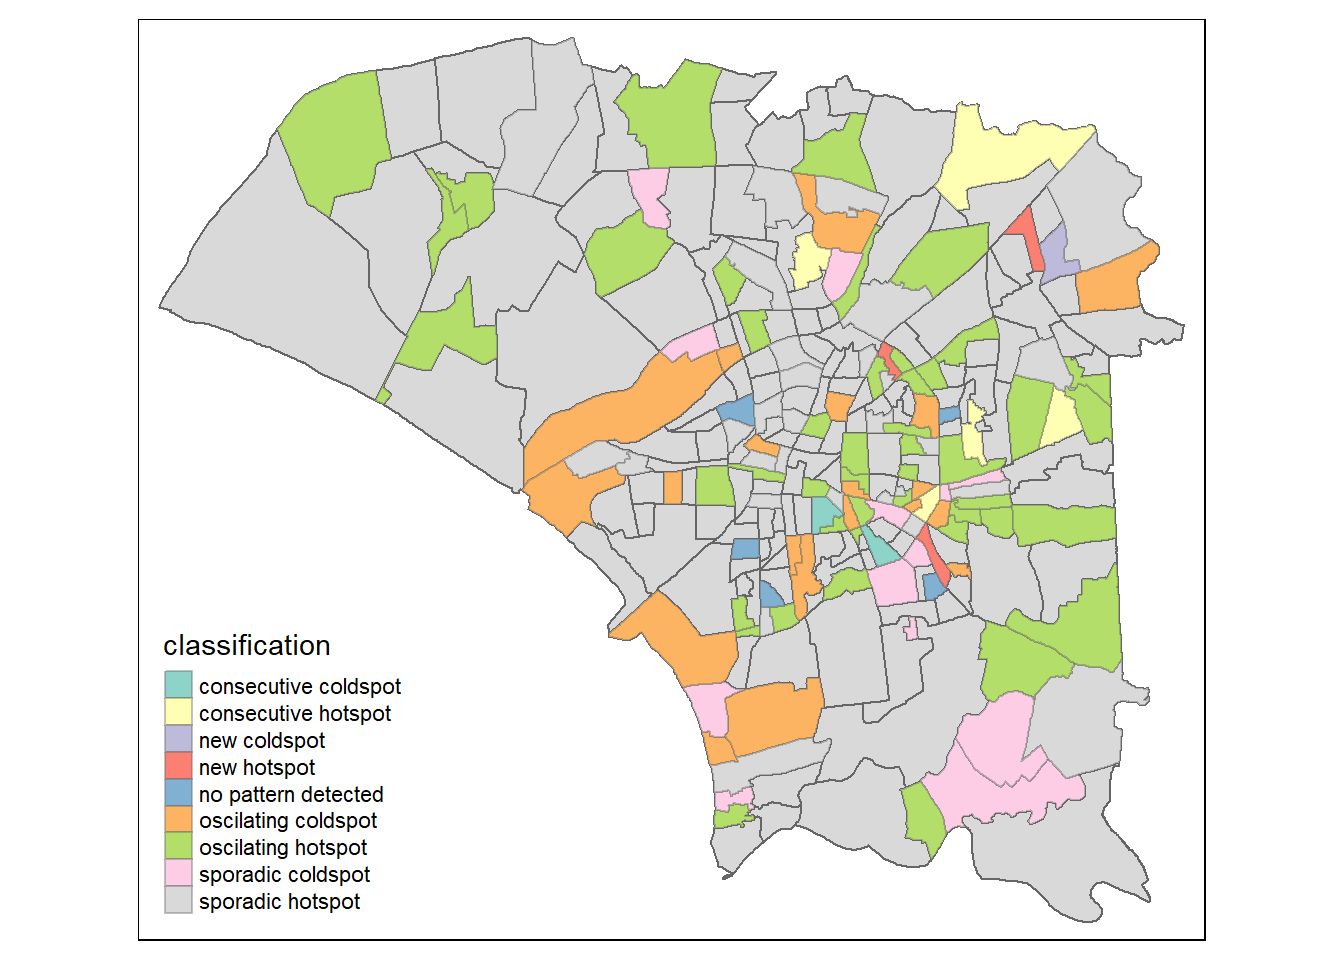 classification
consecutive coldspot
consecutive hotspot
new coldspot
new hotspot
no pattern detected
oscilating coldspot
oscilating hotspot
sporadic coldspot
sporadic hotspot